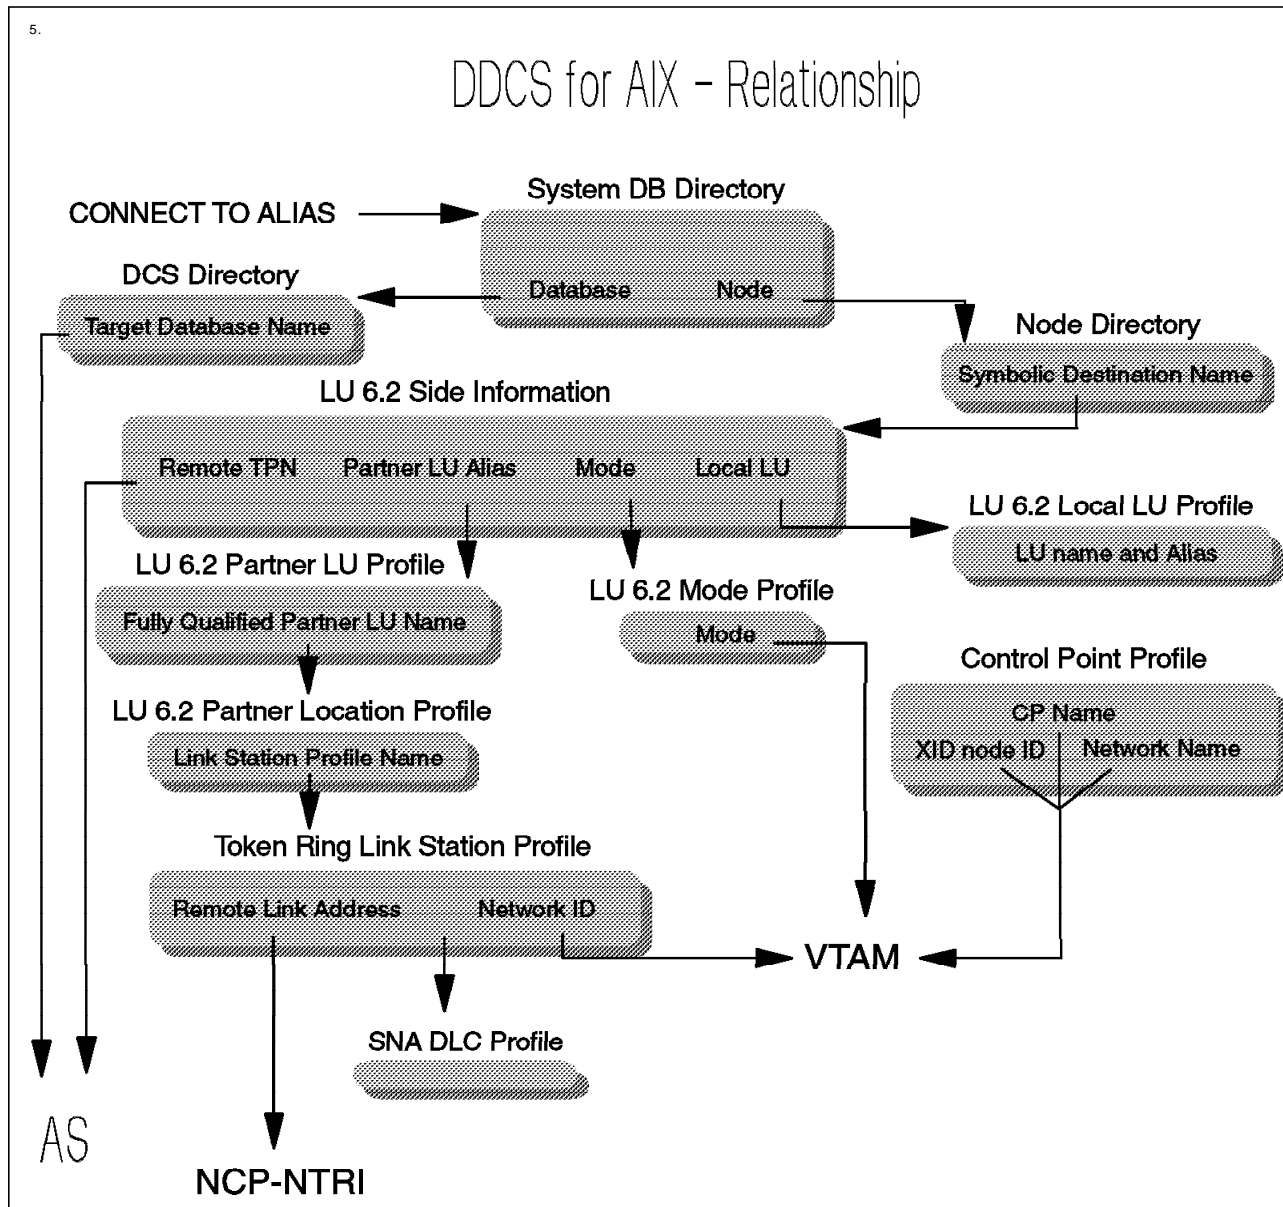 5.
DDCS for AIX - Relationship
System DB Directory
CONNECT TO ALIAS
DCS Directory
Database Node
Target Database Name
Node Directory
Symbolic Destination Name
LU 6.2 Side Information
Remote TPN Partner LU Alias Mode Local LU
LU 6.2 Local LU Profile
LU name and Alias
LU 6.2 Partner LU Profile
Fully Qualified Partner LU Name
LU 6.2 Mode Profile
Mode
Control Point Profile
CP Name
XID node ID Network Name
LU 6.2 Partner Location Profile
Link Station Profile Name
Token Ring Link Station Profile
Remote Link Address Network ID
VTAM
SNA DLC Profile
AS
NCP-NTRI